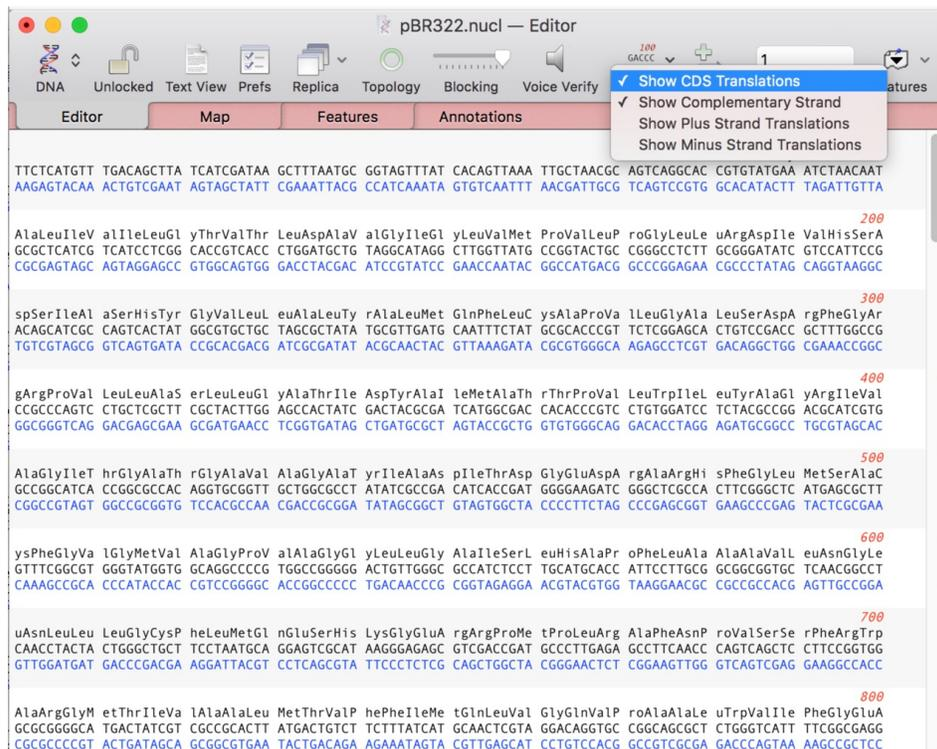 pBR322.nucl — Editor
100
GACCC
1
DNA Unlocked Text View Prefs Replica Topology Blocking Voice Verify atures
✓ Show CDS Translations
✓ Show Complementary Strand
Show Plus Strand Translations
Show Minus Strand Translations
Editor Map Features Annotations
TTCTCATGTT TGACAGCTTA TCATCGATAA GCTTTAATGC GGTAGTTTAT CACAGTTAAA TTGCTAACGC AGTCAGGCAC CGTGTATGAA ATCTAACAAT
AAGAGTACAA ACTGTCGAAT AGTAGCTATT CGAAATTACG CCATCAAATA GTGTCAATTT AACGATTGCG TCAGTCCGTG GCACATACTT TAGATTGTTA
200
AlaLeuIleV alIleLeuGl yThrValThr LeuAspAlaV alGlyIleGl yLeuValMet ProValLeuP roGlyLeuLe uArgAspIle ValHisSerA
GCGCTCATCG TCATCCTCGG CACCGTCACC CTGGATGCTG TAGGCATAGG CTTGGTTATG CCGGTACTGC CGGGCCTCTT GCGGGATATC GTCCATTCCG
CGCGAGTAGC AGTAGGAGCC GTGGCAGTGG GACCTACGAC ATCCGTATCC GAACCAATAC GGCCATGACG GCCCGGAGAA CGCCCTATAG CAGGTAAGGC
300
spSerIleAl aSerHisTyr GlyValLeuL euAlaLeuTy rAlaLeuMet GlnPheLeuC ysAlaProVa lLeuGlyAla LeuSerAspA rgPheGlyAr
ACAGCATCGC CAGTCACTAT GGCGTGCTGC TAGCGCTATA TGCGTTGATG CAATTTCTAT GCGCACCCGT TCTCGGAGCA CTGTCCGACC GCTTTGGCCG
TGTCGTAGCG GTCAGTGATA CCGCACGACG ATCGCGATAT ACGCAACTAC GTTAAAGATA CGCGTGGGCA AGAGCCTCGT GACAGGCTGG CGAAACCGGC
400
gArgProVal LeuLeuAlaS erLeuLeuGl yAlaThrIle AspTyrAlaI leMetAlaTh rThrProVal LeuTrpIleL euTyrAlaGl yArgIleVal
CCGCCCAGTC CTGCTCGCTT CGCTACTTGG AGCCACTATC GACTACGCGA TCATGGCGAC CACACCCGTC CTGTGGATCC TCTACGCCGG ACGCATCGTG
GGCGGGTCAG GACGAGCGAA GCGATGAACC TCGGTGATAG CTGATGCGCT AGTACCGCTG GTGTGGGCAG GACACCTAGG AGATGCGGCC TGCGTAGCAC
500
AlaGlyIleT hrGlyAlaTh rGlyAlaVal AlaGlyAlaT yrIleAlaAs pIleThrAsp GlyGluAspA rgAlaArgHi sPheGlyLeu MetSerAlaC
GCCGGCATCA CCGGCGCCAC AGGTGCGGTT GCTGGCGCCT ATATCGCCGA CATCACCGAT GGGGAAGATC GGGCTCGCCA CTTCGGGCTC ATGAGCGCTT
CGGCCGTAGT GGCCGCGGTG TCCACGCCAA CGACCGCGGA TATAGCGGCT GTAGTGGCTA CCCCTTCTAG CCCGAGCGGT GAAGCCCGAG TACTCGCGAA
600
ysPheGlyVa lGlyMetVal AlaGlyProV alAlaGlyGl yLeuLeuGly AlaIleSerL euHisAlaPr oPheLeuAla AlaAlaValL euAsnGlyLe
GTTTCGGCGT GGGTATGGTG GCAGGCCCCG TGGCCGGGGG ACTGTTGGGC GCCATCTCCT TGCATGCACC ATTCCTTGCG GCGGCGGTGC TCAACGGCCT
CAAAGCCGCA CCCATACCAC CGTCCGGGGC ACCGGCCCCC TGACAACCCG CGGTAGAGGA ACGTACGTGG TAAGGAACGC CGCCGCCACG AGTTGCCGGA
700
uAsnLeuLeu LeuGlyCysP heLeuMetGl nGluSerHis LysGlyGluA rgArgProMe tProLeuArg AlaPheAsnP roValSerSe rPheArgTrp
CAACCTACTA CTGGGCTGCT TCCTAATGCA GGAGTCGCAT AAGGGAGAGC GTCGACCGAT GCCCTTGAGA GCCTTCAACC CAGTCAGCTC CTTCCGGTGG
GTTGGATGAT GACCCGACGA AGGATTACGT CCTCAGCGTA TTCCCTCTCG CAGCTGGCTA CGGGAACTCT CGGAAGTTGG GTCAGTCGAG GAAGGCCACC
800
AlaArgGlyM etThrIleVa lAlaAlaLeu MetThrValP hePheIleMe tGlnLeuVal GlyGlnValP roAlaAlaLe uTrpValIle PheGlyGluA
GCGCGGGGCA TGACTATCGT CGCCGCACTT ATGACTGTCT TCTTTATCAT GCAACTCGTA GGACAGGTGC CGGCAGCGCT CTGGGTCATT TTCGGCGAGG
CGCGCCCCGT ACTGATAGCA GCGGCGTGAA TACTGACAGA AGAAATAGTA CGTTGAGCAT CCTGTCCACG GCCGTCGCGA GACCCAGTAA AAGCCGCTCC